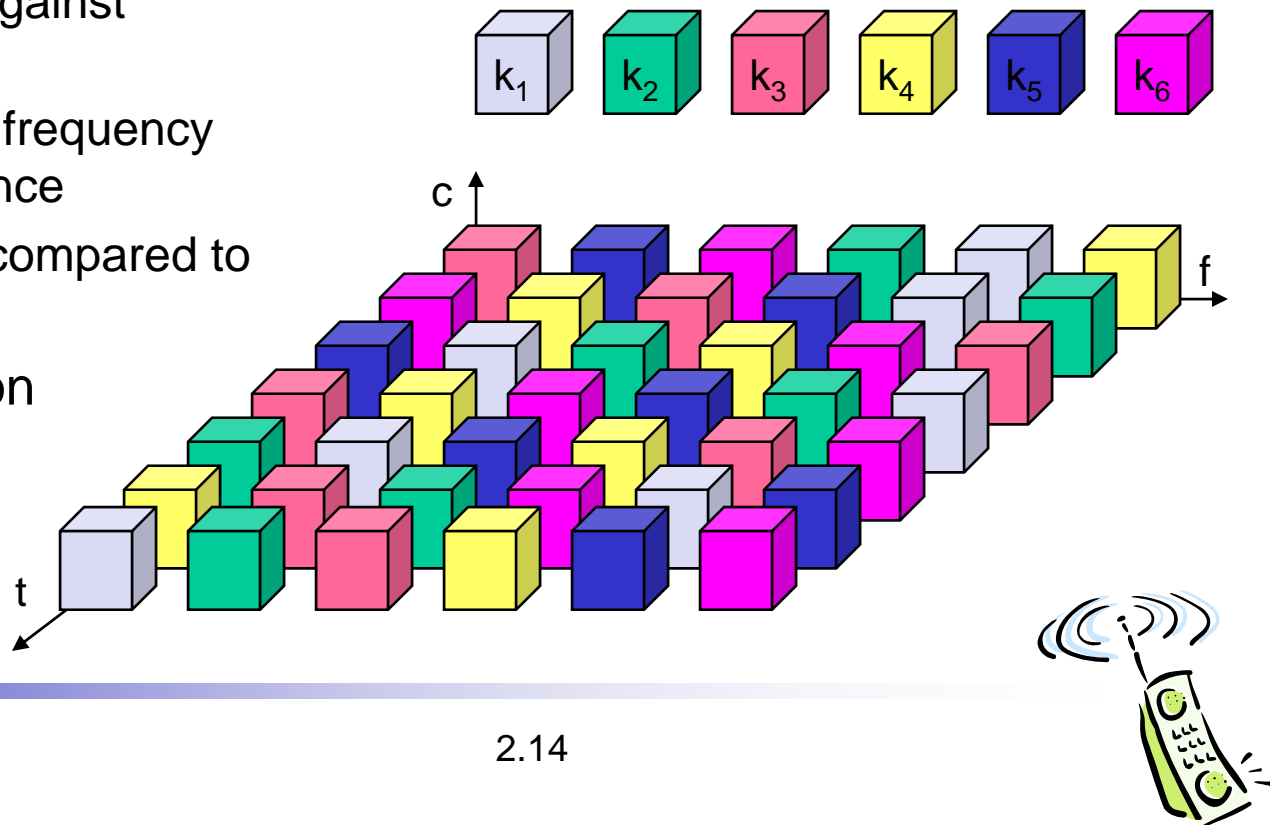 gainst
k1 k2 k3 k4 k5 k6
frequency
nce
compared to
c
f
on
t
2.14